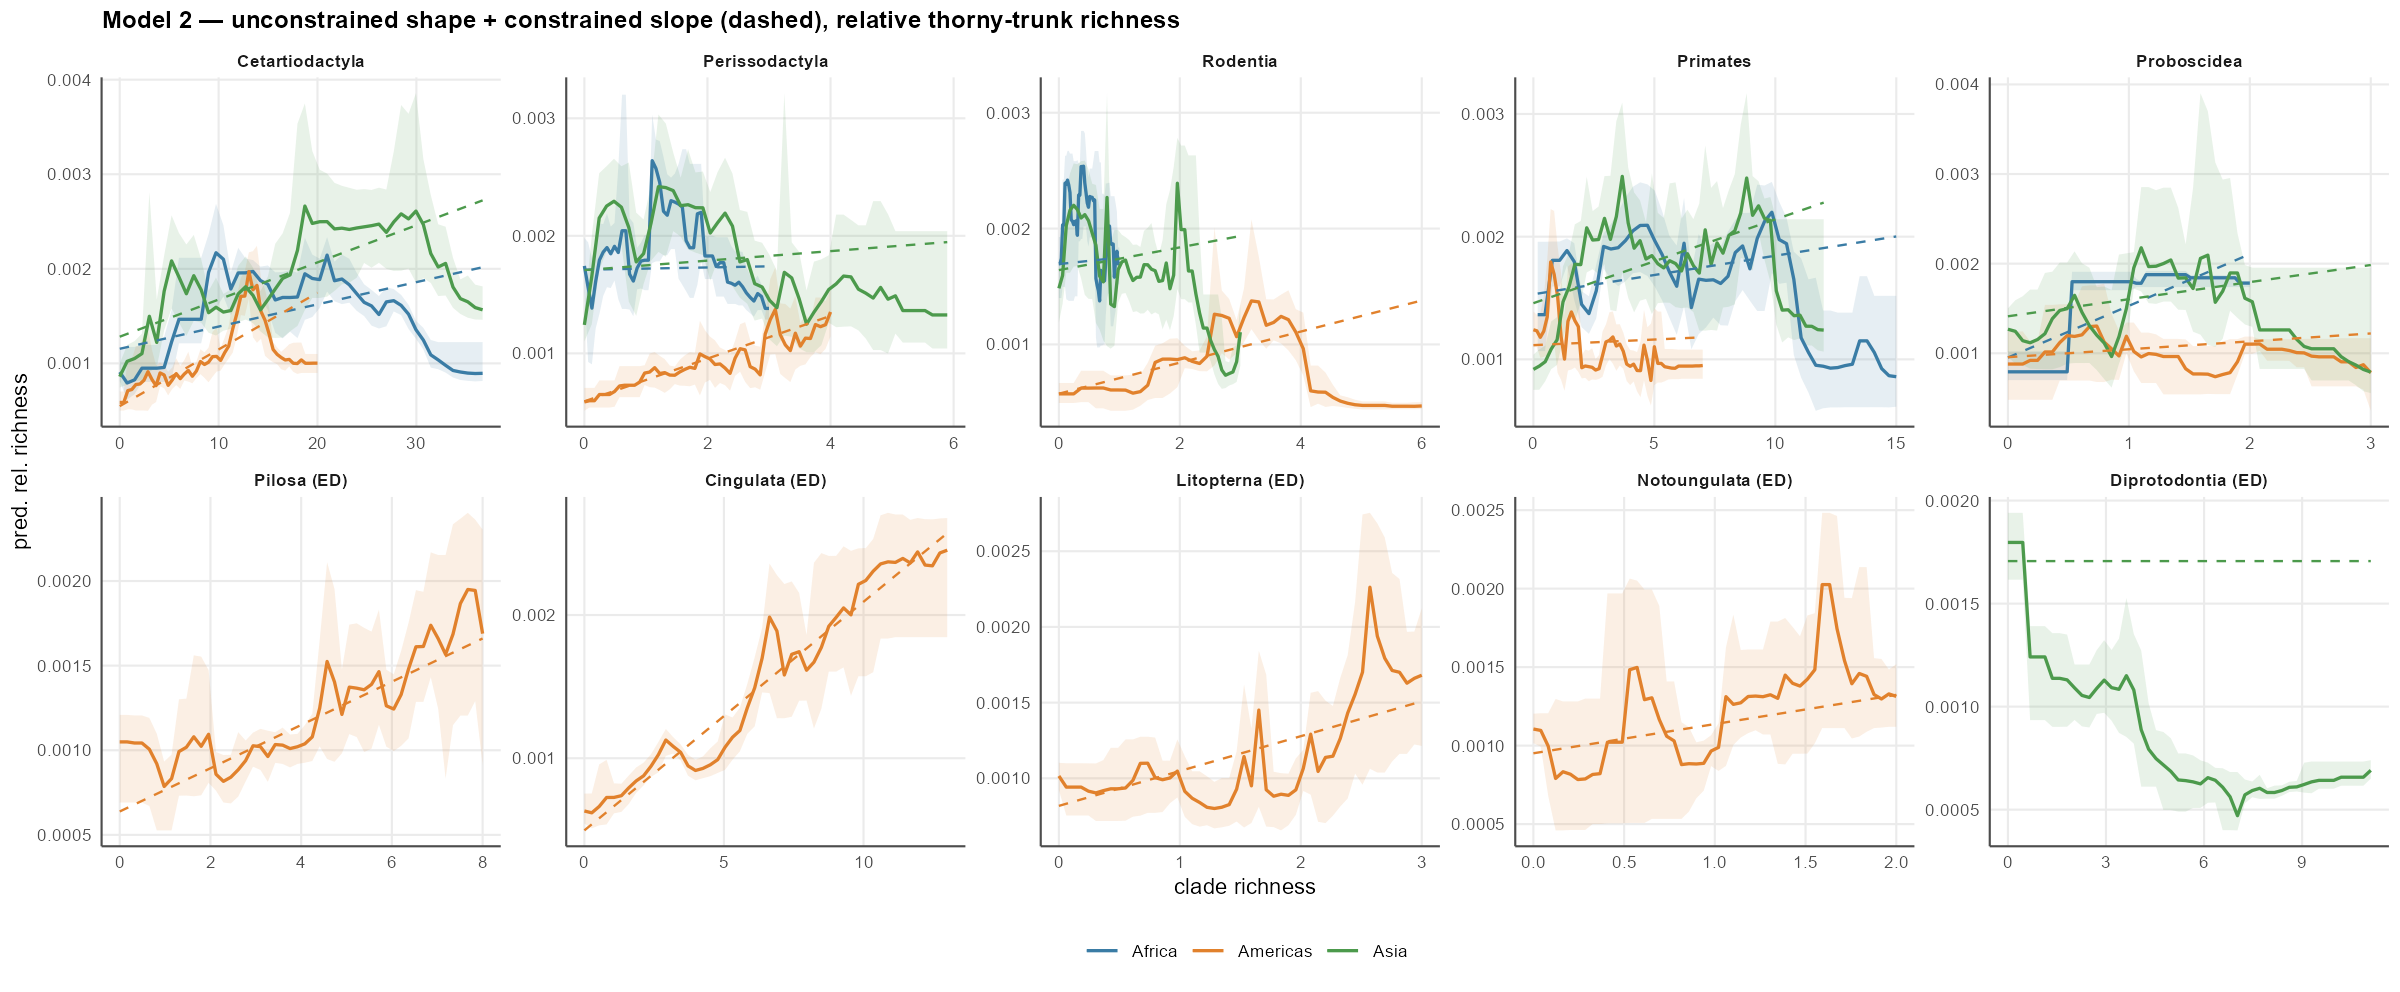 Model 2 — unconstrained shape + constrained slope (dashed), relative thorny-trunk richness
Cetartiodactyla
Perissodactyla
Rodentia
Primates
Proboscidea
0.004
0.003
0.002
0.001
0 10 20 30
0.003
0.002
0.001
0 2 4 6
0.003
0.002
0.001
0 2 4 6
0.003
0.002
0.001
0 5 10 15
0.004
0.003
0.002
0.001
0 1 2 3
pred. rel. richness
Pilosa (ED)
Cingulata (ED)
Litopterna (ED)
Notoungulata (ED)
Diprotodontia (ED)
0.0020
0.0015
0.0010
0.0005
0 2 4 6 8
0.002
0.001
0 5 10
0.0025
0.0020
0.0015
0.0010
0 1 2 3
0.0025
0.0020
0.0015
0.0010
0.0005
0.0 0.5 1.0 1.5 2.0
0.0020
0.0015
0.0010
0.0005
0 3 6 9
clade richness
Africa Americas Asia